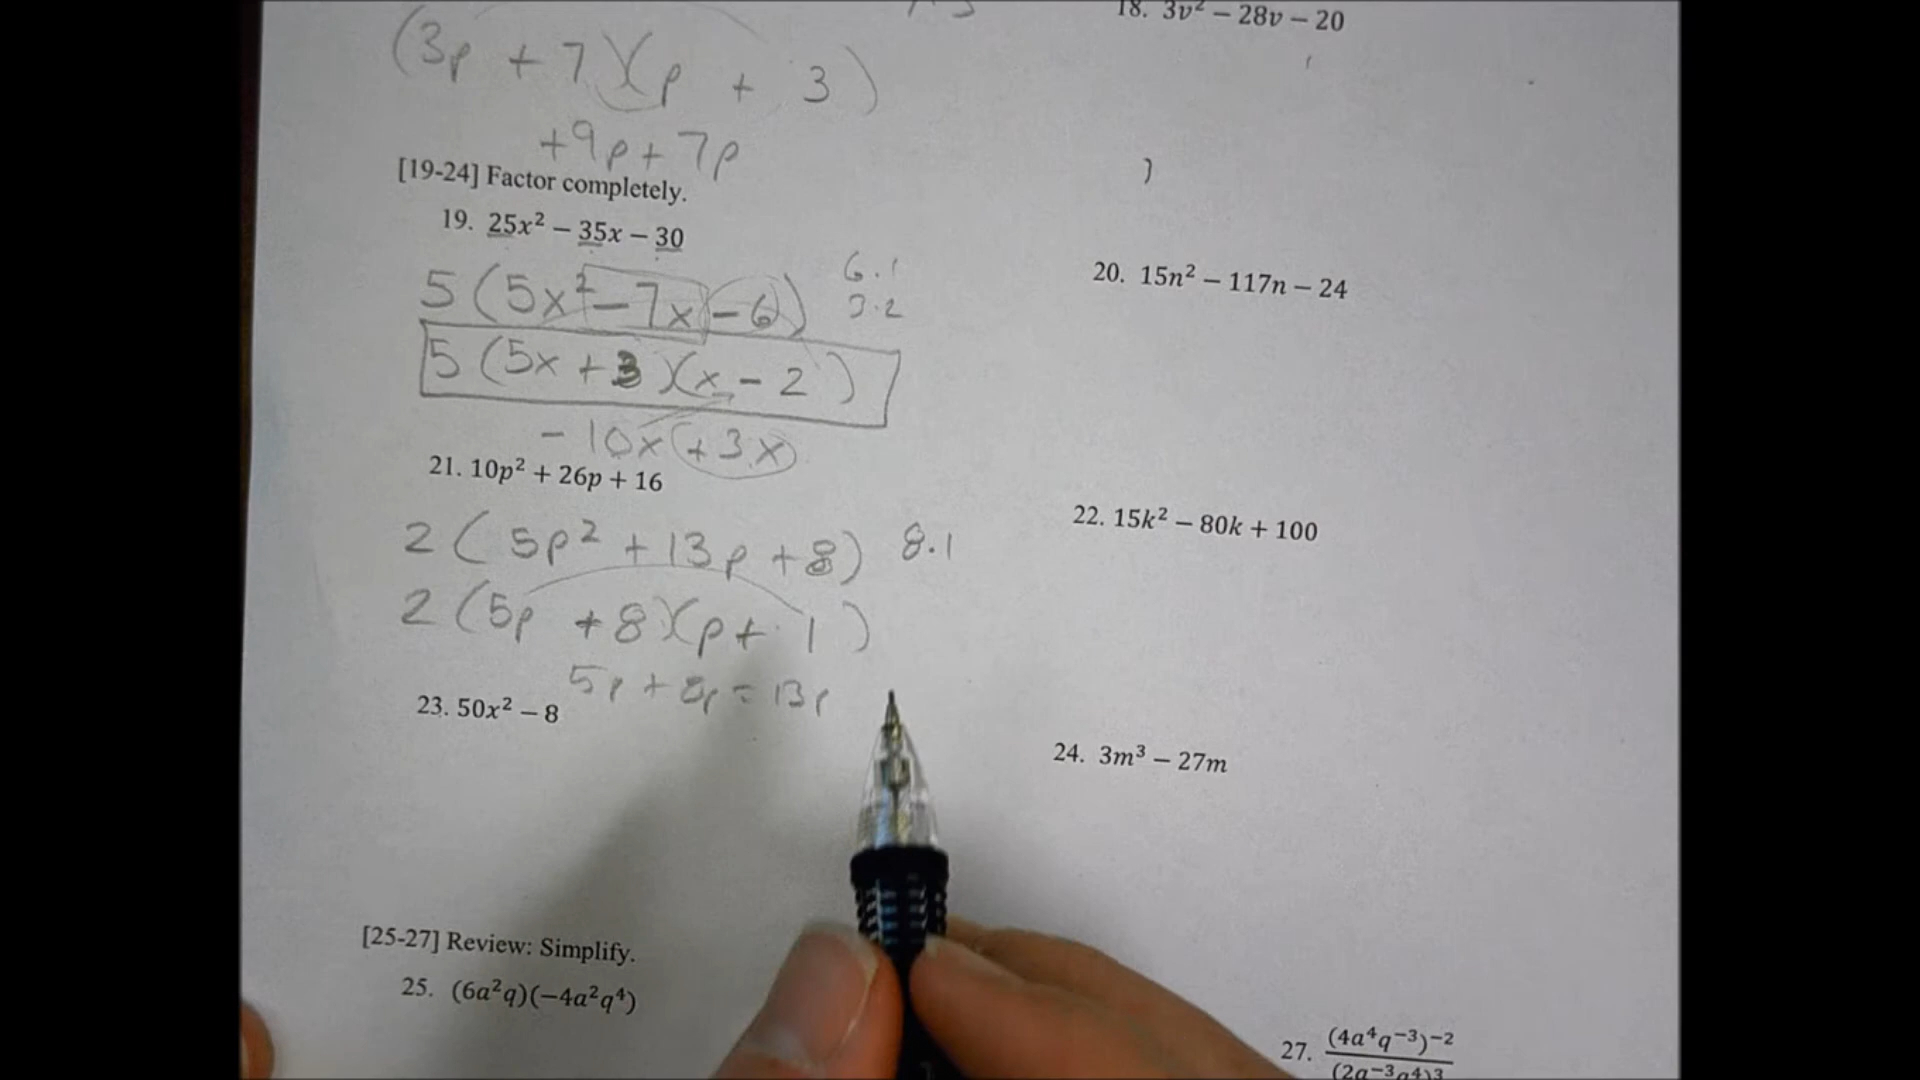 18. 3v² − 28v − 20
(3p + 7)(p + 3)
+9p + 7p
[19-24] Factor completely.
19. 25x² − 35x − 30
5(5x² − 7x − 6)
6·1
3·2
5(5x + 3)(x − 2)
−10x + 3x
20. 15n² − 117n − 24
21. 10p² + 26p + 16
2(5p² + 13p + 8)
8·1
2(5p + 8)(p + 1)
5p + 8p = 13p
22. 15k² − 80k + 100
23. 50x² − 8
24. 3m³ − 27m
[25-27] Review: Simplify.
25. (6a²q)(−4a²q⁴)
27. (4a⁴q⁻³)⁻²
(2a⁻³q⁴)³